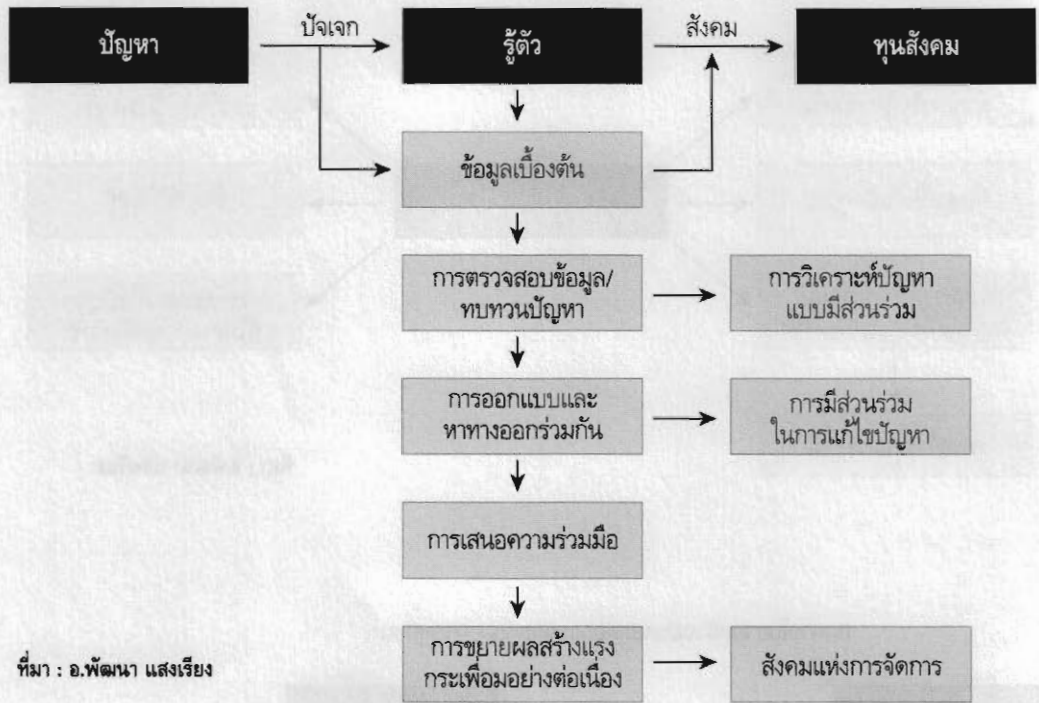 ปัญหา
ปัจเจก
รู้ตัว
สังคม
ทุนสังคม
ข้อมูลเบื้องต้น
การตรวจสอบข้อมูล/
ทบทวนปัญหา
การวิเคราะห์ปัญหา
แบบมีส่วนร่วม
การออกแบบและ
หาทางออกร่วมกัน
การมีส่วนร่วม
ในการแก้ไขปัญหา
การเสนอความร่วมมือ
การขยายผลสร้างแรง
กระเพื่อมอย่างต่อเนื่อง
สังคมแห่งการจัดการ
ที่มา : อ.พัฒนา แสงเรียง